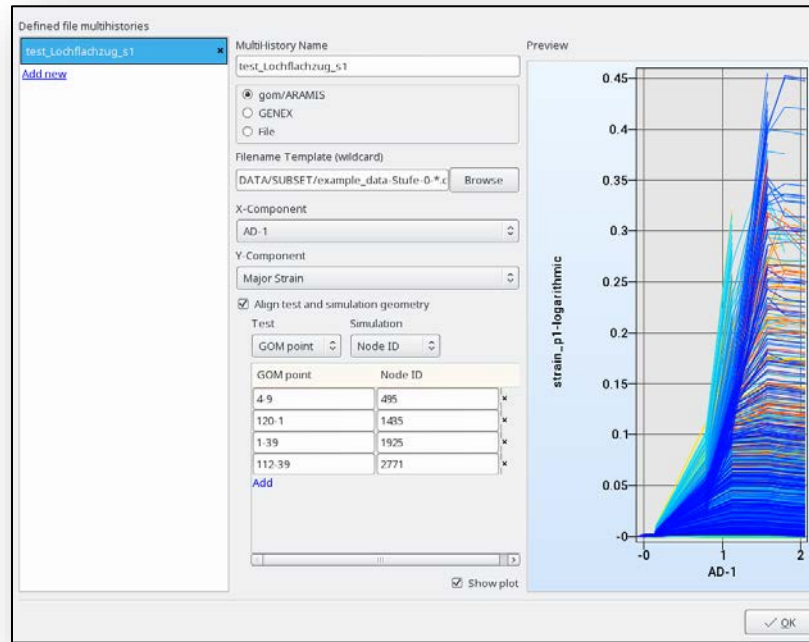 Defined file multihistories
test_Lochflachzug_s1
Add new
MultiHistory Name
test_Lochflachzug_s1
gom/ARAMIS
GENEX
File
Filename Template (wildcard)
DATA/SUBSET/example_data-Stufe-0-*.c
Browse
X-Component
AD-1
Y-Component
Major Strain
Align test and simulation geometry
Test Simulation
GOM point Node ID
GOM point Node ID
4-9 495
120-1 1435
1-39 1925
112-39 2771
Add
Show plot
Preview
0.45
0.4
0.35
0.3
0.25
0.2
0.15
0.1
0.05
-0
strain_p1-logarithmic
-0 1 2
AD-1
OK